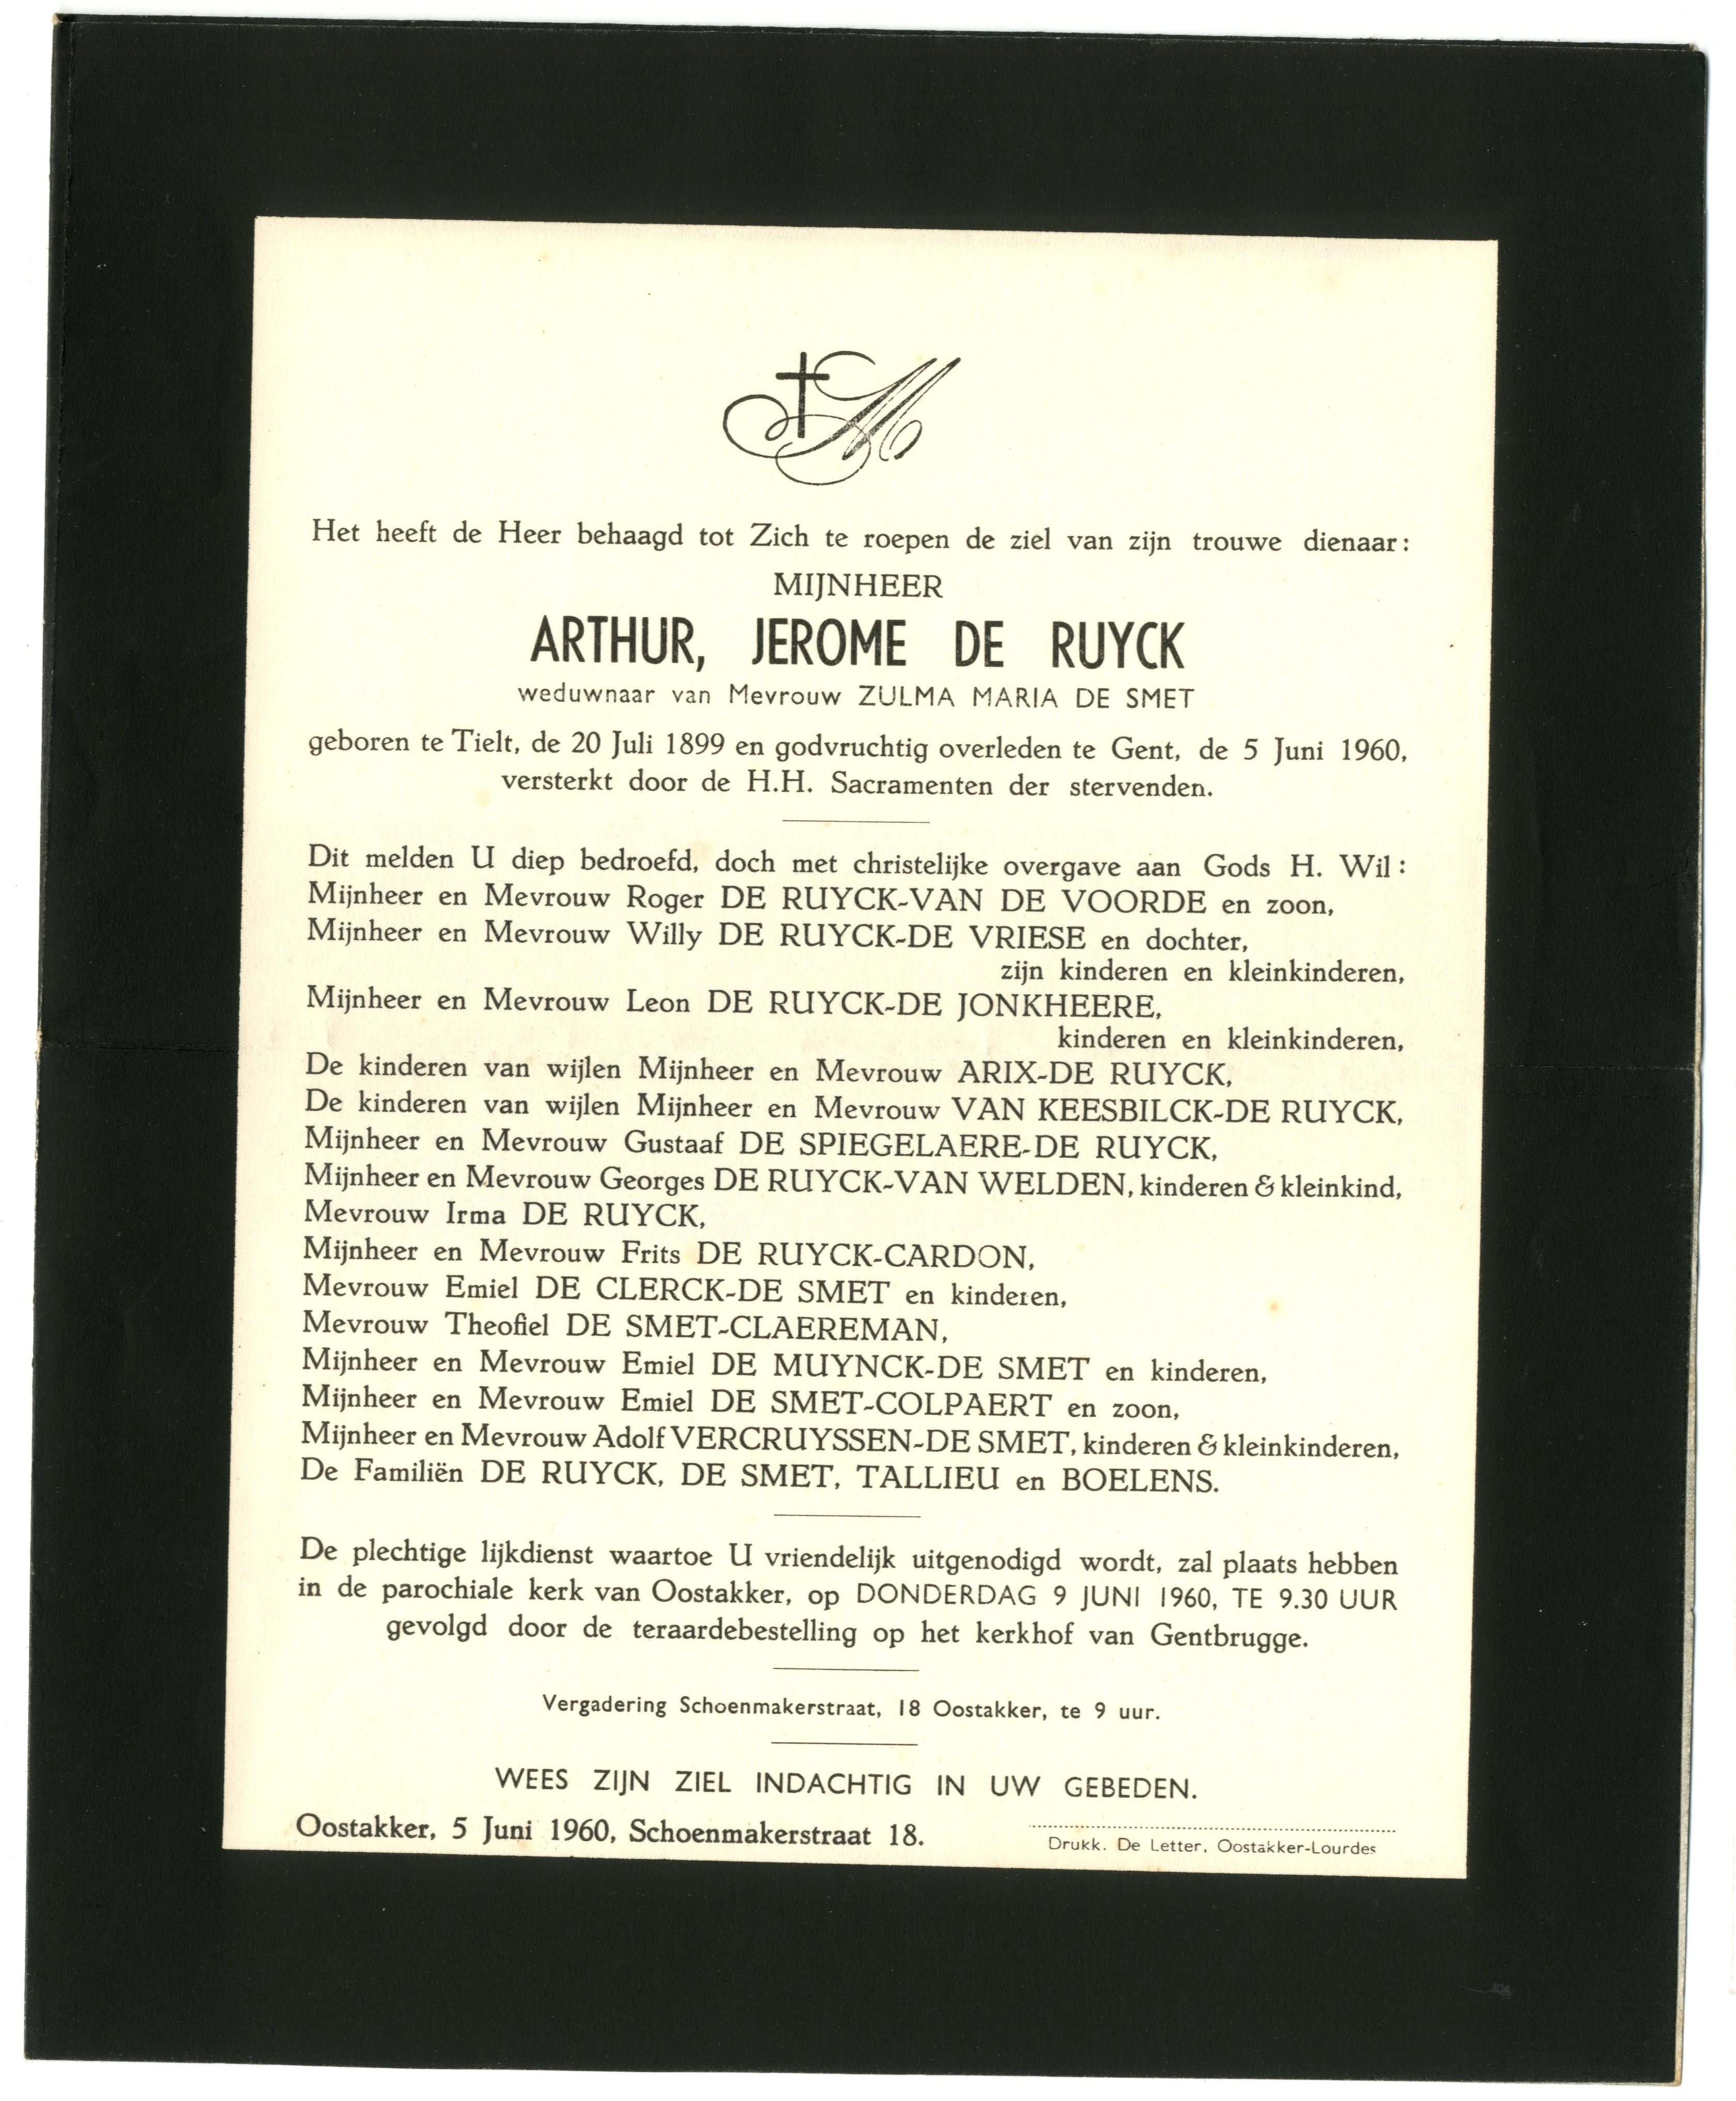 M
Het heeft de Heer behaagd tot Zich te roepen de ziel van zijn trouwe dienaar:
MIJNHEER
ARTHUR, JEROME DE RUYCK
weduwnaar van Mevrouw ZULMA MARIA DE SMET
geboren te Tielt, de 20 Juli 1899 en godvruchtig overleden te Gent, de 5 Juni 1960,
versterkt door de H.H. Sacramenten der stervenden.
Dit melden U diep bedroefd, doch met christelijke overgave aan Gods H. Wil:
Mijnheer en Mevrouw Roger DE RUYCK-VAN DE VOORDE en zoon,
Mijnheer en Mevrouw Willy DE RUYCK-DE VRIESE en dochter,
zijn kinderen en kleinkinderen,
Mijnheer en Mevrouw Leon DE RUYCK-DE JONKHEERE,
kinderen en kleinkinderen,
De kinderen van wijlen Mijnheer en Mevrouw ARIX-DE RUYCK,
De kinderen van wijlen Mijnheer en Mevrouw VAN KEESBILCK-DE RUYCK,
Mijnheer en Mevrouw Gustaaf DE SPIEGELAERE-DE RUYCK,
Mijnheer en Mevrouw Georges DE RUYCK-VAN WELDEN, kinderen & kleinkind,
Mevrouw Irma DE RUYCK,
Mijnheer en Mevrouw Frits DE RUYCK-CARDON,
Mevrouw Emiel DE CLERCK-DE SMET en kinderen,
Mevrouw Theofiel DE SMET-CLAEREMAN,
Mijnheer en Mevrouw Emiel DE MUYNCK-DE SMET en kinderen,
Mijnheer en Mevrouw Emiel DE SMET-COLPAERT en zoon,
Mijnheer en Mevrouw Adolf VERCRUYSSEN-DE SMET, kinderen & kleinkinderen,
De Familiën DE RUYCK, DE SMET, TALLIEU en BOELENS.
De plechtige lijkdienst waartoe U vriendelijk uitgenodigd wordt, zal plaats hebben
in de parochiale kerk van Oostakker, op DONDERDAG 9 JUNI 1960, TE 9.30 UUR
gevolgd door de teraardebestelling op het kerkhof van Gentbrugge.
Vergadering Schoenmakerstraat, 18 Oostakker, te 9 uur.
WEES ZIJN ZIEL INDACHTIG IN UW GEBEDEN.
Oostakker, 5 Juni 1960, Schoenmakerstraat 18.
Drukk. De Letter, Oostakker-Lourdes